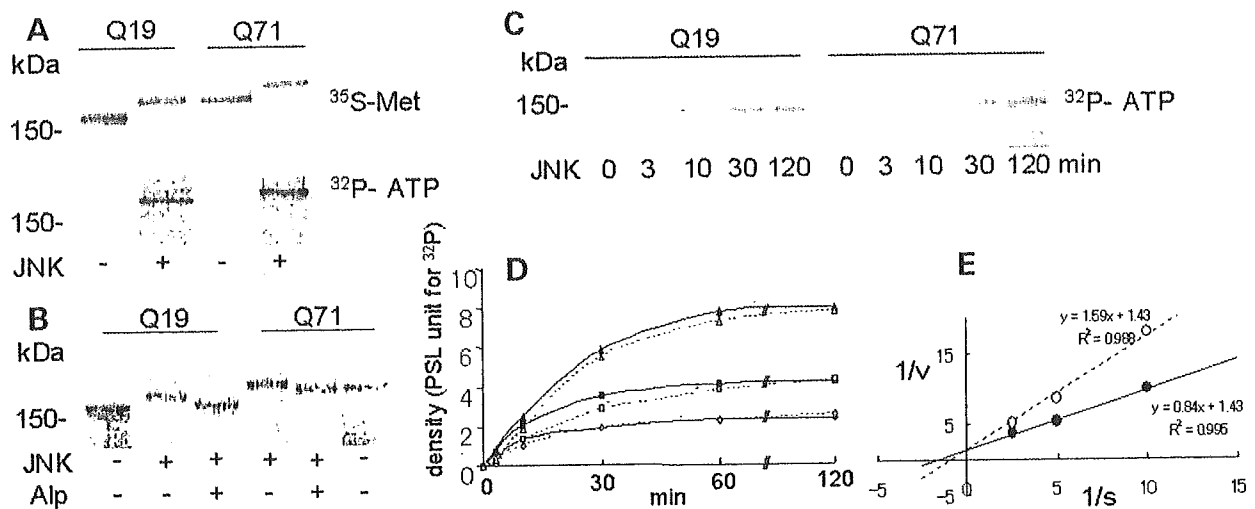 A
Q19 Q71
kDa
³⁵S-Met
150-
³²P- ATP
150-
JNK - + - +
B
Q19 Q71
kDa
150-
JNK - + + + + -
Alp - - + - + -
C
Q19 Q71
kDa
150-
³²P- ATP
JNK 0 3 10 30 120 0 3 10 30 120 min
D
density (PSL unit for ³²P)
10
8
6
4
2
0
0 30 60 120
min
E
y = 1.59x + 1.43
R² = 0.988
15
1/v
5
y = 0.84x + 1.43
R² = 0.995
-5 0 5 10 15
-5
1/s